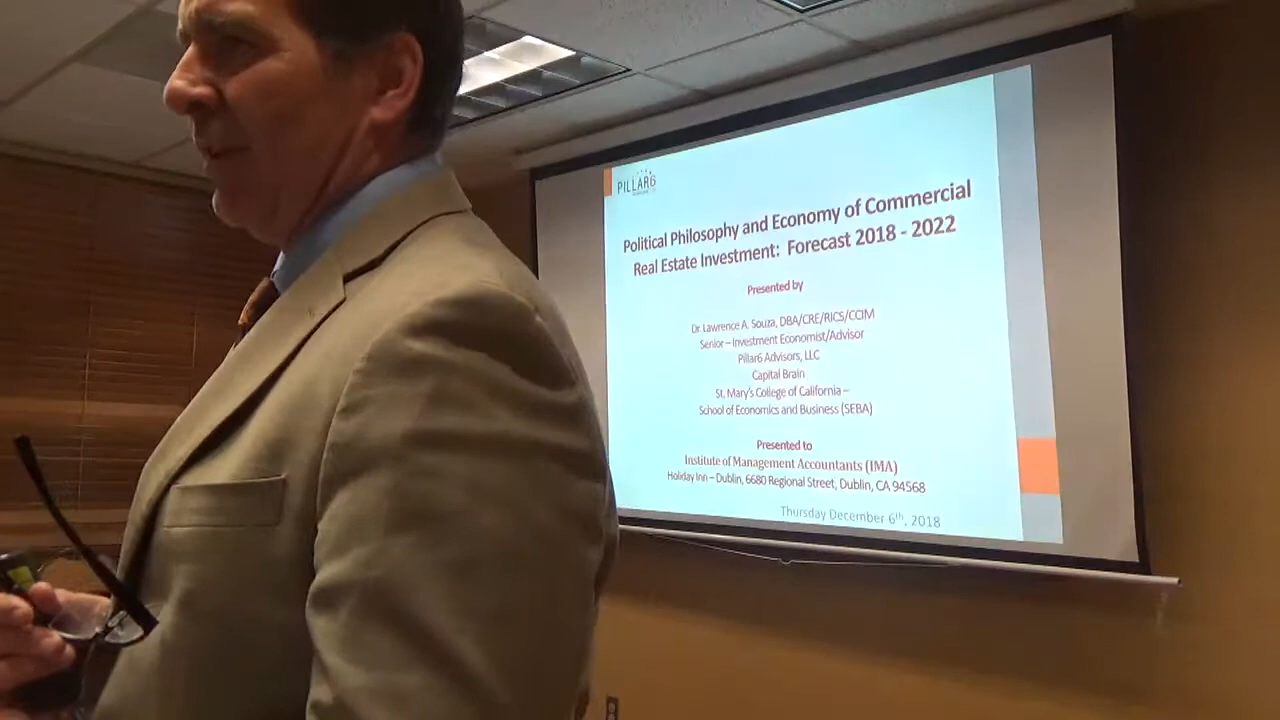 PILLAR6
Political Philosophy and Economy of Commercial
Real Estate Investment: Forecast 2018 - 2022
Presented by
Dr. Lawrence A. Souza, DBA/CRE/RICS/CCIM
Senior – Investment Economist/Advisor
Pillar6 Advisors, LLC
Capital Brain
St. Mary's College of California –
School of Economics and Business (SEBA)
Presented to
Institute of Management Accountants (IMA)
Holiday Inn – Dublin, 6680 Regional Street, Dublin, CA 94568
Thursday December 6th, 2018